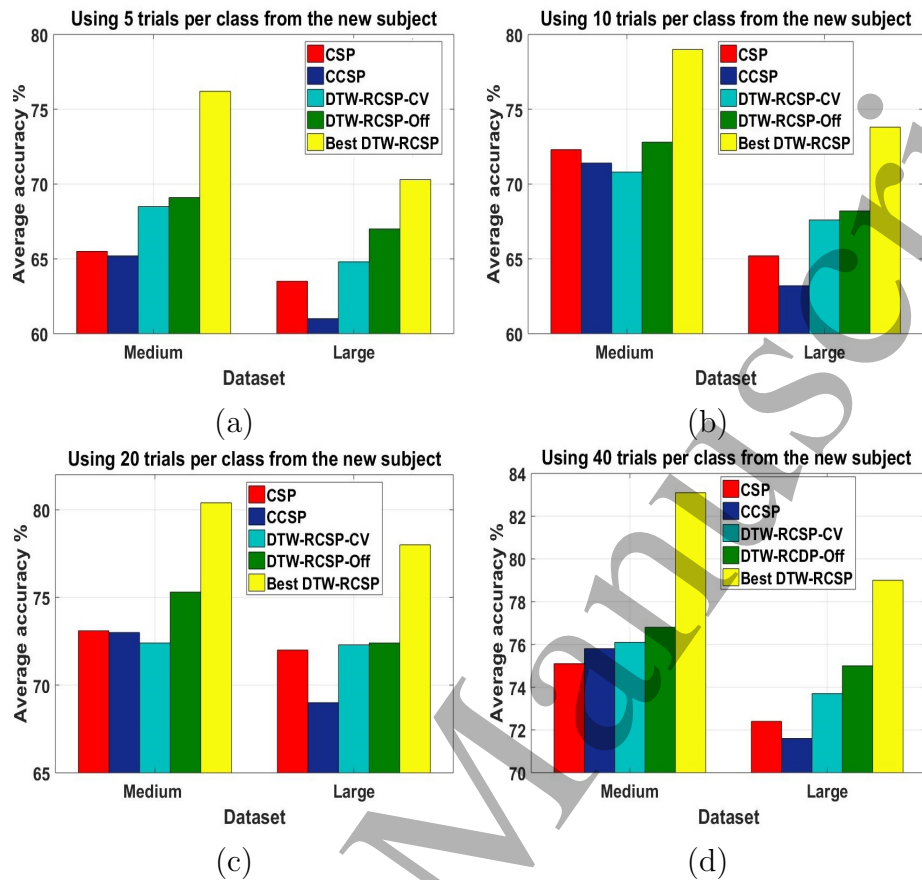 Using 5 trials per class from the new subject
80
75
70
65
60
Average accuracy %
CSP
CCSP
DTW-RCSP-CV
DTW-RCSP-Off
Best DTW-RCSP
Medium
Large
Dataset
(a)
Using 10 trials per class from the new subject
80
75
70
65
60
Average accuracy %
CSP
CCSP
DTW-RCSP-CV
DTW-RCSP-Off
Best DTW-RCSP
Medium
Large
Dataset
(b)
Using 20 trials per class from the new subject
80
75
70
65
Average accuracy %
CSP
CCSP
DTW-RCSP-CV
DTW-RCSP-Off
Best DTW-RCSP
Medium
Large
Dataset
(c)
Using 40 trials per class from the new subject
84
82
80
78
76
74
72
70
Average accuracy %
CSP
CCSP
DTW-RCSP-CV
DTW-RCDP-Off
Best DTW-RCSP
Medium
Large
Dataset
(d)
Manuscri